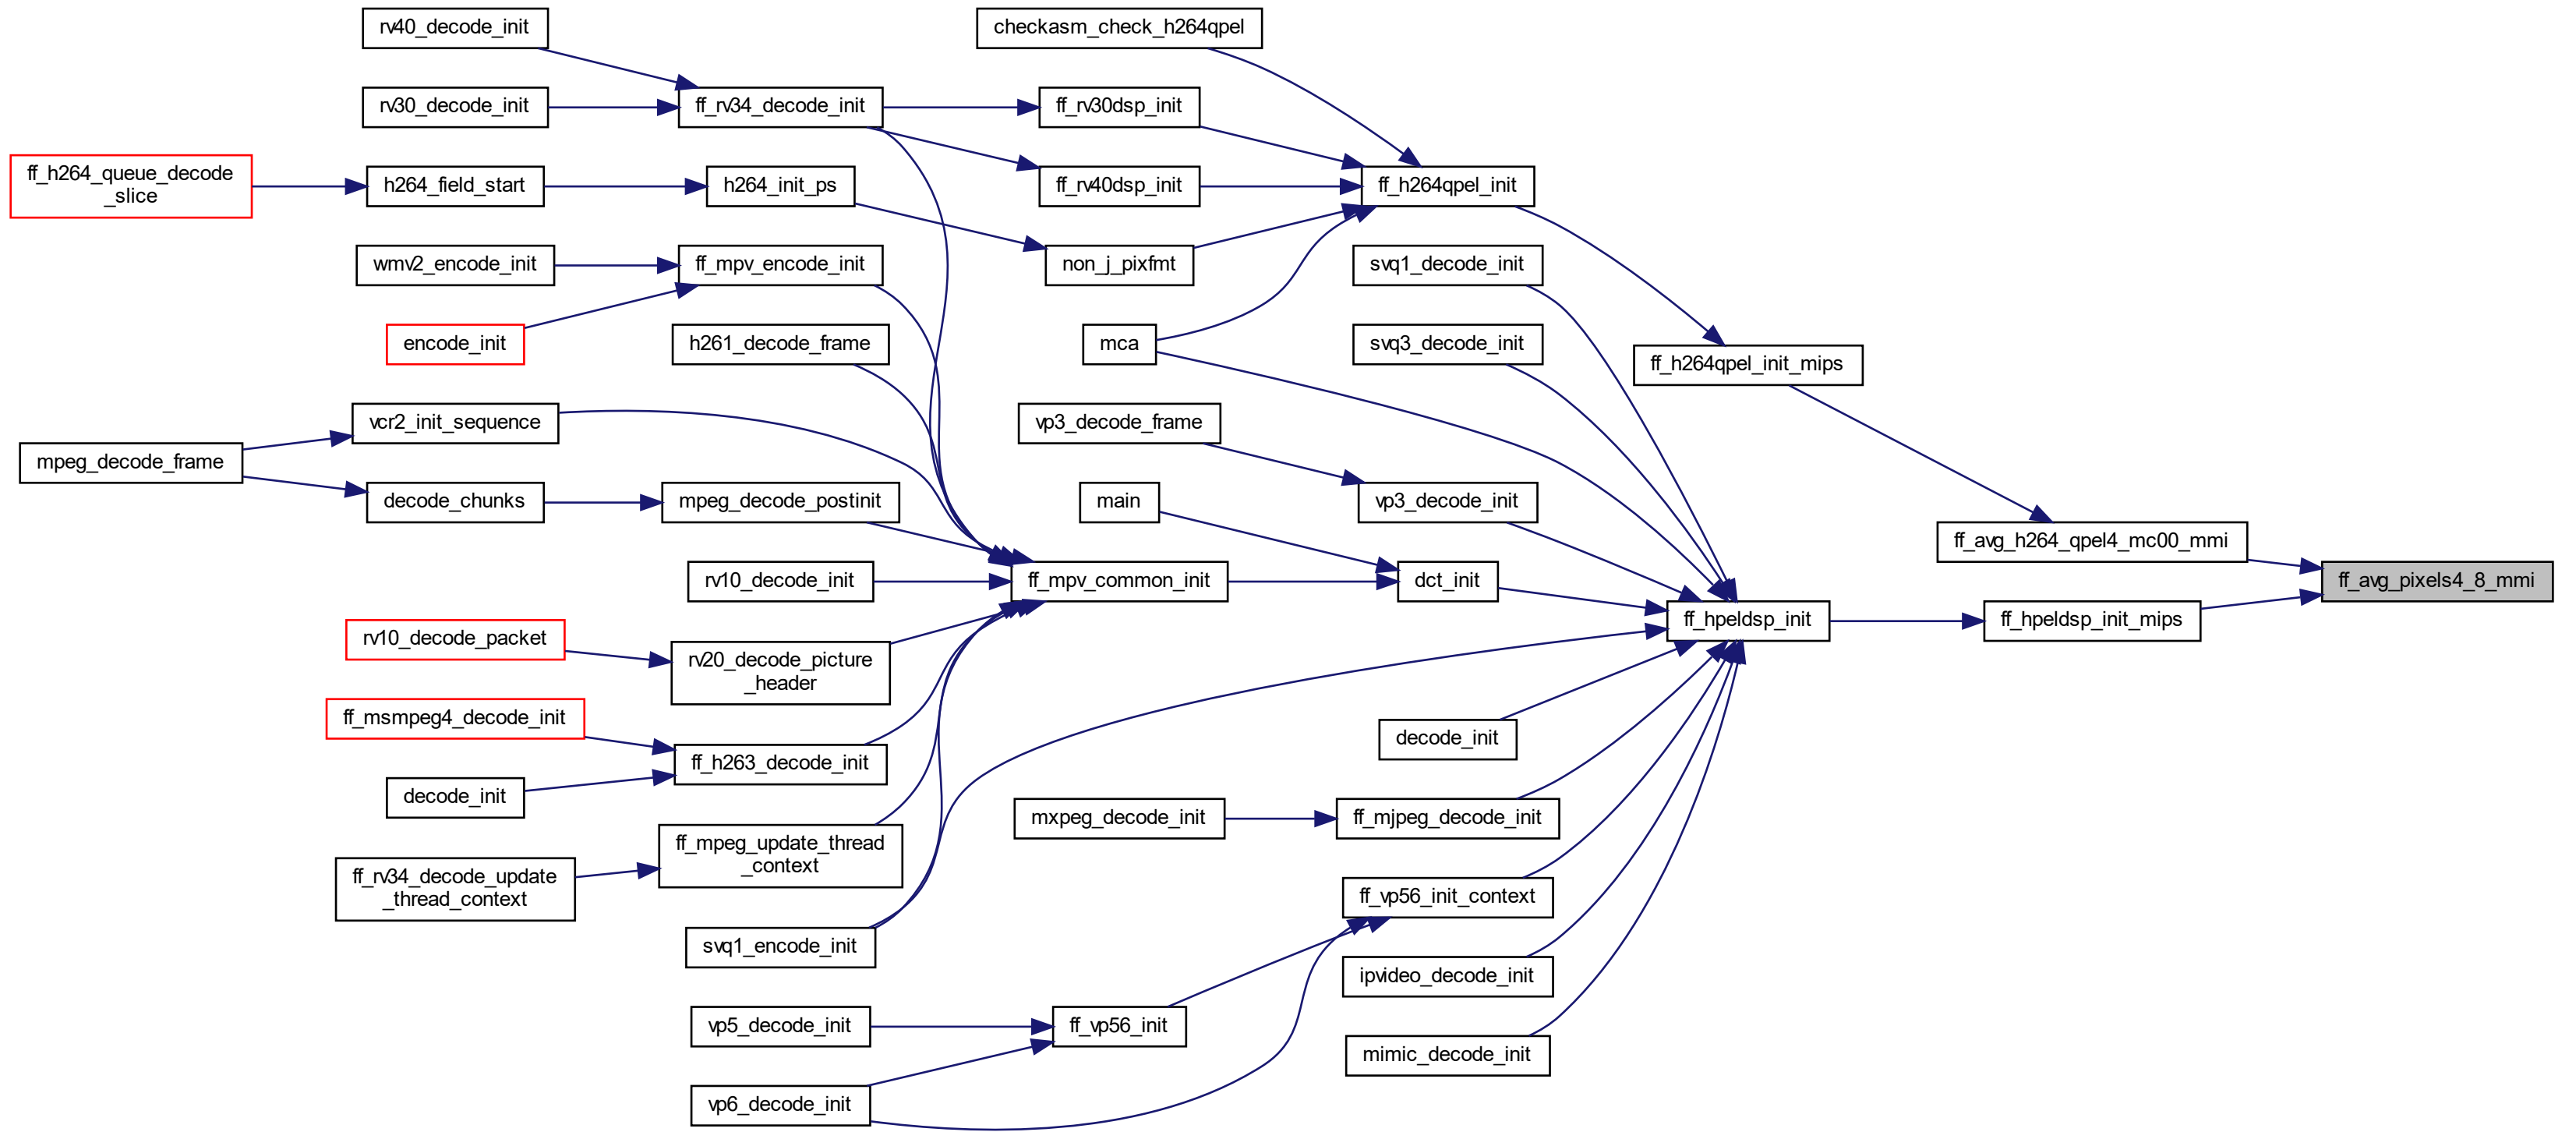 rv40_decode_init
checkasm_check_h264qpel
rv30_decode_init
ff_rv34_decode_init
ff_rv30dsp_init
ff_h264_queue_decode
_slice
h264_field_start
h264_init_ps
ff_rv40dsp_init
ff_h264qpel_init
wmv2_encode_init
ff_mpv_encode_init
non_j_pixfmt
svq1_decode_init
encode_init
h261_decode_frame
mca
svq3_decode_init
ff_h264qpel_init_mips
vcr2_init_sequence
vp3_decode_frame
mpeg_decode_frame
decode_chunks
mpeg_decode_postinit
main
vp3_decode_init
ff_avg_h264_qpel4_mc00_mmi
rv10_decode_init
ff_mpv_common_init
dct_init
ff_avg_pixels4_8_mmi
ff_hpeldsp_init
ff_hpeldsp_init_mips
rv10_decode_packet
rv20_decode_picture
_header
ff_msmpeg4_decode_init
decode_init
ff_h263_decode_init
decode_init
mxpeg_decode_init
ff_mjpeg_decode_init
ff_mpeg_update_thread
_context
ff_rv34_decode_update
_thread_context
ff_vp56_init_context
svq1_encode_init
ipvideo_decode_init
vp5_decode_init
ff_vp56_init
mimic_decode_init
vp6_decode_init